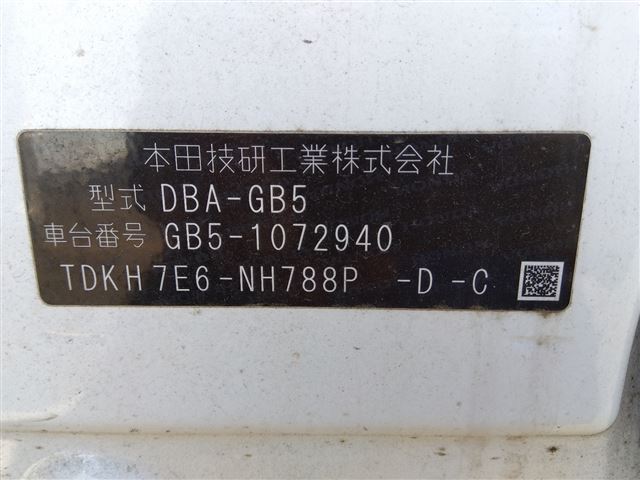 本田技研工業株式会社
型式 DBA-GB5
車台番号 GB5-1072940
TDKH7E6-NH788P -D -C